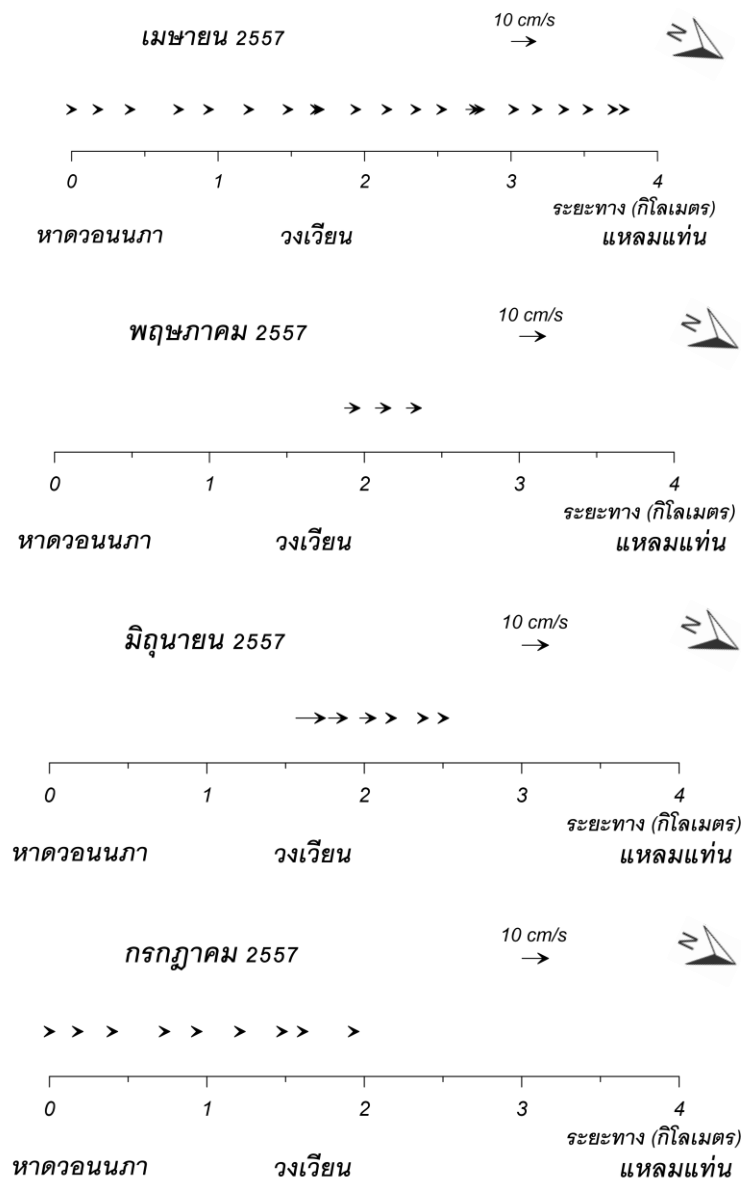 10 cm/s
เมษายน 2557
N
0 1 2 3 4
ระยะทาง (กิโลเมตร)
หาดวอนนภา วงเวียน แหลมแท่น
10 cm/s
พฤษภาคม 2557
N
0 1 2 3 4
ระยะทาง (กิโลเมตร)
หาดวอนนภา วงเวียน แหลมแท่น
10 cm/s
มิถุนายน 2557
N
0 1 2 3 4
ระยะทาง (กิโลเมตร)
หาดวอนนภา วงเวียน แหลมแท่น
10 cm/s
กรกฎาคม 2557
N
0 1 2 3 4
ระยะทาง (กิโลเมตร)
หาดวอนนภา วงเวียน แหลมแท่น